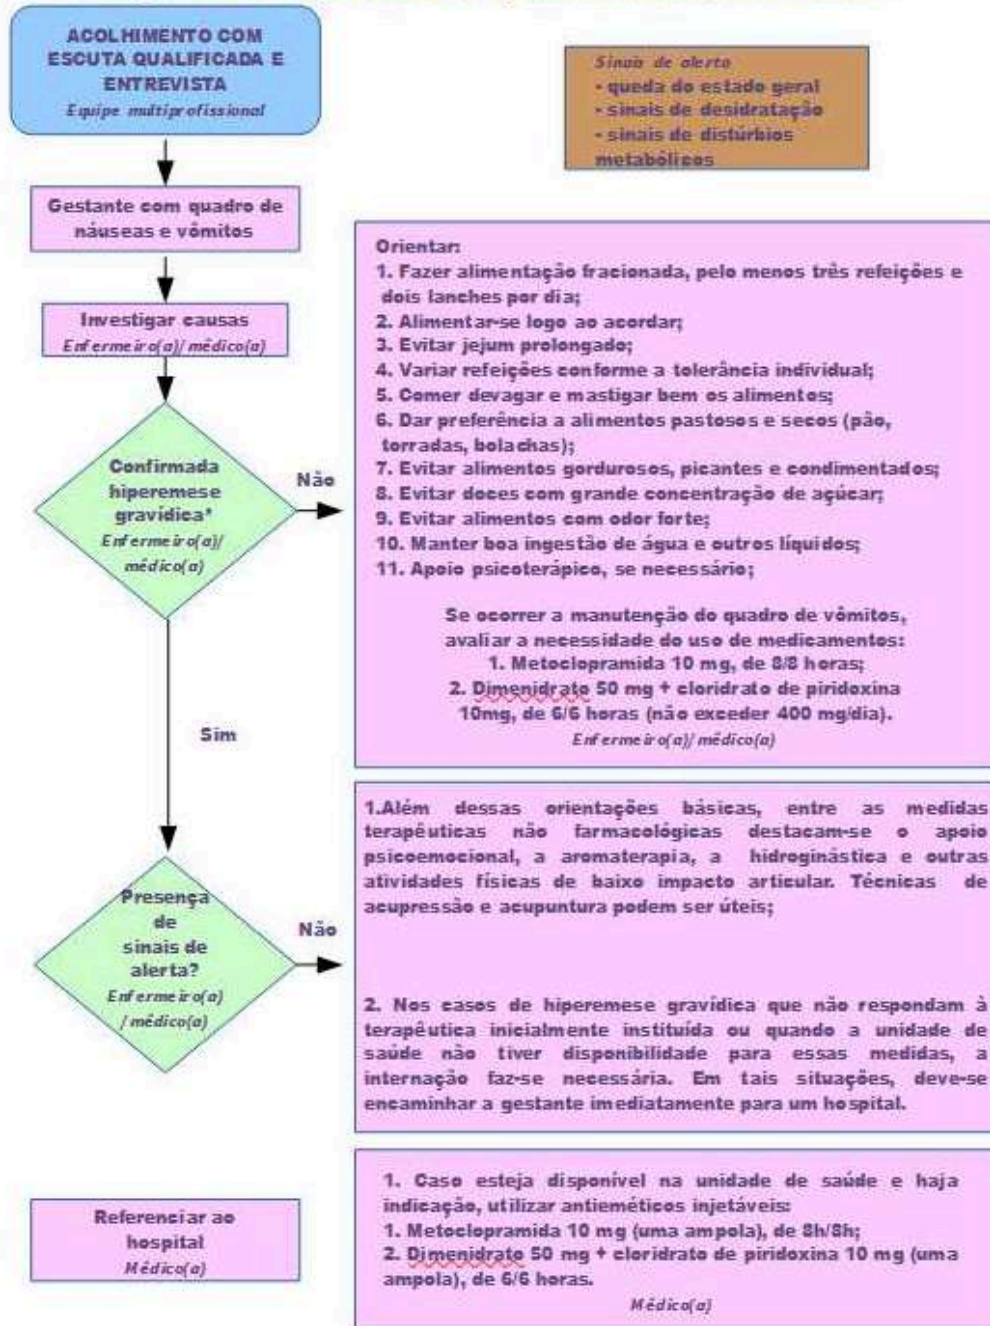 ACOLHIMENTO COM
ESCUTA QUALIFICADA E
ENTREVISTA
Equipe multiprofissional
Sinais de alerta
- queda do estado geral
- sinais de desidratação
- sinais de distúrbios
metabólicos
Gestante com quadro de
náuseas e vômitos
Investigar causas
Enfermeiro(a)/ médico(a)
Confirmada
hiperemese
gravídica*
Enfermeiro(a)/
médico(a)
Não
Orientar:
1. Fazer alimentação fracionada, pelo menos três refeições e
dois lanches por dia;
2. Alimentar-se logo ao acordar;
3. Evitar jejum prolongado;
4. Variar refeições conforme a tolerância individual;
5. Comer devagar e mastigar bem os alimentos;
6. Dar preferência a alimentos pastosos e secos (pão,
torradas, bolachas);
7. Evitar alimentos gordurosos, picantes e condimentados;
8. Evitar doces com grande concentração de açúcar;
9. Evitar alimentos com odor forte;
10. Manter boa ingestão de água e outros líquidos;
11. Apoio psicoterápico, se necessário;
Se ocorrer a manutenção do quadro de vômitos,
avaliar a necessidade do uso de medicamentos:
1. Metoclopramida 10 mg, de 8/8 horas;
2. Dimenidrato 50 mg + cloridrato de piridoxina
10mg, de 6/6 horas (não exceder 400 mg/dia).
Enfermeiro(a)/ médico(a)
Sim
Presença
de
sinais de
alerta?
Enfermeiro(a)
/ médico(a)
Não
1.Além dessas orientações básicas, entre as medidas
terapêuticas não farmacológicas destacam-se o apoio
psicoemocional, a aromaterapia, a hidroginástica e outras
atividades físicas de baixo impacto articular. Técnicas de
acupressão e acupuntura podem ser úteis;
2. Nos casos de hiperemese gravídica que não respondam à
terapêutica inicialmente instituída ou quando a unidade de
saúde não tiver disponibilidade para essas medidas, a
internação faz-se necessária. Em tais situações, deve-se
encaminhar a gestante imediatamente para um hospital.
Referenciar ao
hospital
Médico(a)
1. Caso esteja disponível na unidade de saúde e haja
indicação, utilizar antieméticos injetáveis:
1. Metoclopramida 10 mg (uma ampola), de 8h/8h;
2. Dimenidrato 50 mg + cloridrato de piridoxina 10 mg (uma
ampola), de 6/6 horas.
Médico(a)